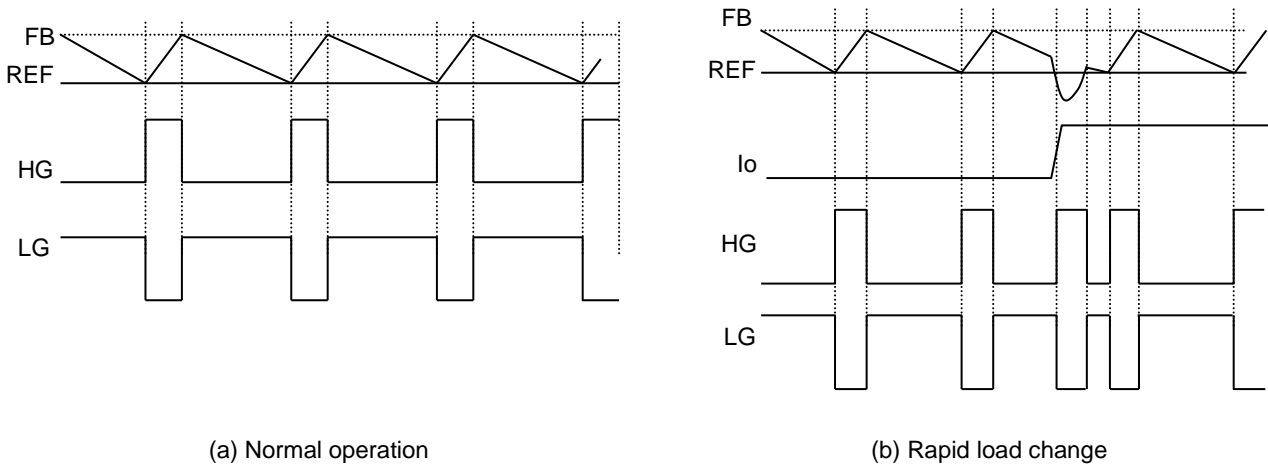 FB
REF
HG
LG
(a) Normal operation
FB
REF
Io
HG
LG
(b) Rapid load change